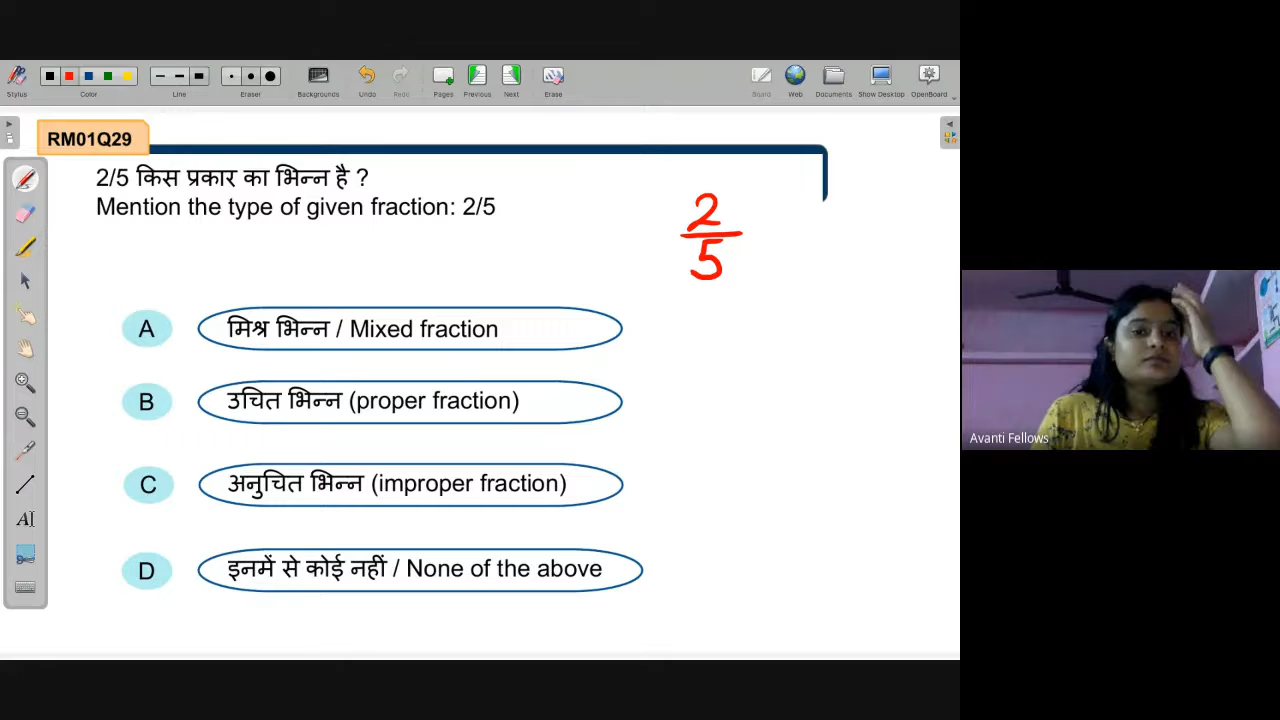 Stylus
Color
Line
Eraser
Backgrounds
Undo
Redo
Pages
Previous
Next
Erase
Board
Web
Documents
Show Desktop
OpenBoard
RM01Q29
2/5 किस प्रकार का भिन्न है ?
Mention the type of given fraction: 2/5
2
5
A मिश्र भिन्न / Mixed fraction
B उचित भिन्न (proper fraction)
C अनुचित भिन्न (improper fraction)
D इनमें से कोई नहीं / None of the above
AI
Avanti Fellows